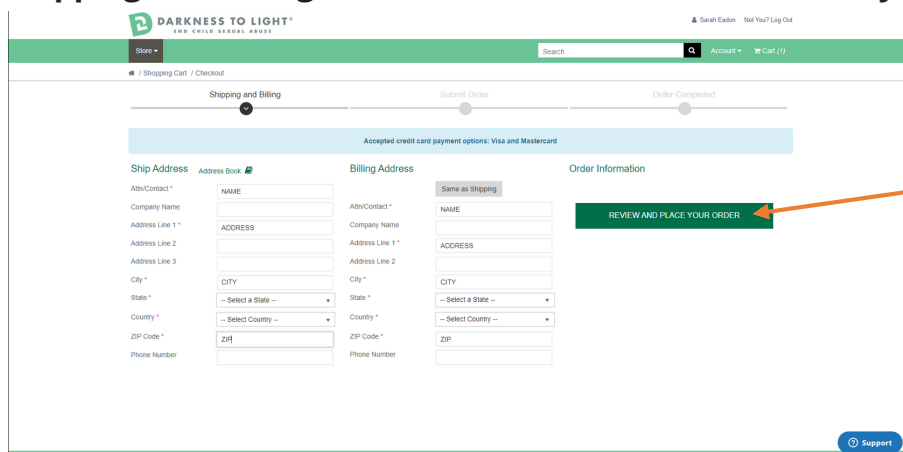 DARKNESS TO LIGHT®
END CHILD SEXUAL ABUSE
Sarah Eadon Not You? Log Out
Store
Search
Account
Cart (1)
/ Shopping Cart / Checkout
Shipping and Billing
Submit Order
Order Completed
Accepted credit card payment options: Visa and Mastercard
Ship Address
Address Book
Attn/Contact *
NAME
Company Name
Address Line 1 *
ADDRESS
Address Line 2
Address Line 3
City *
CITY
State *
-- Select a State --
Country *
-- Select Country --
ZIP Code *
ZIP
Phone Number
Billing Address
Same as Shipping
Attn/Contact *
NAME
Company Name
Address Line 1 *
ADDRESS
Address Line 2
City *
CITY
State *
-- Select a State --
Country *
-- Select Country --
ZIP Code *
ZIP
Phone Number
Order Information
REVIEW AND PLACE YOUR ORDER
Support